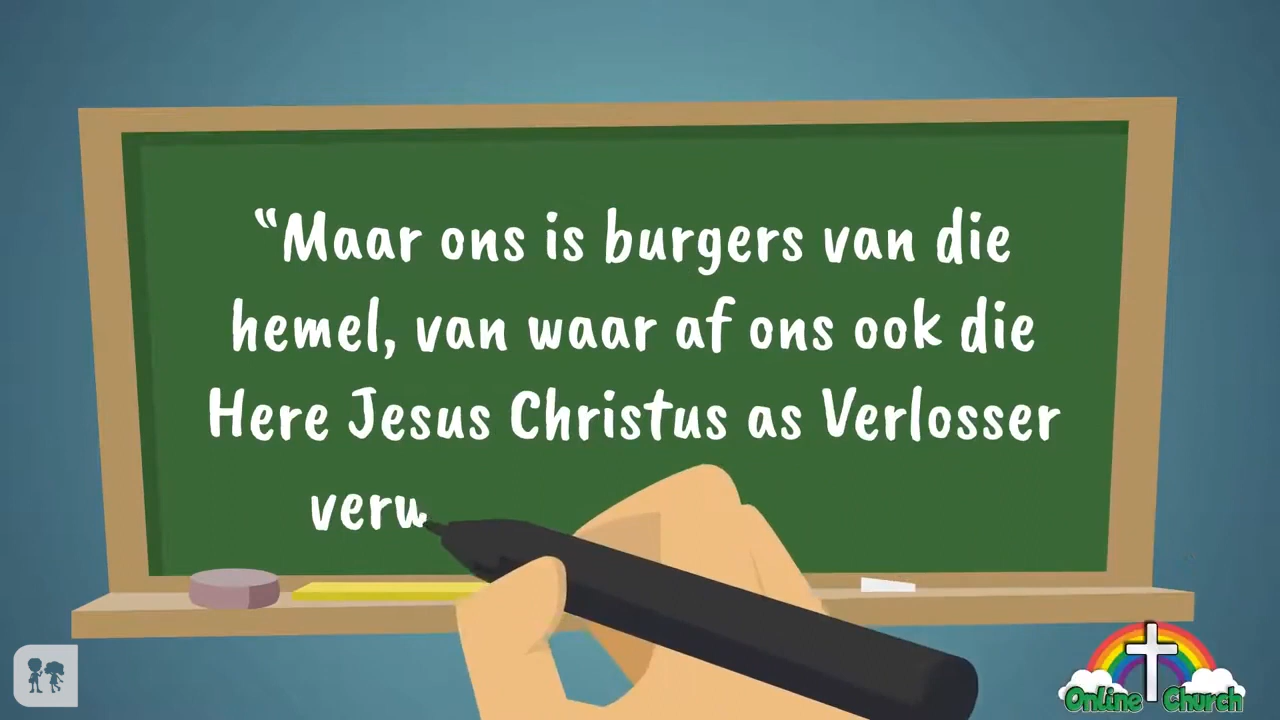 “Maar ons is burgers van die
hemel, van waar af ons ook die
Here Jesus Christus as Verlosser
Online Church